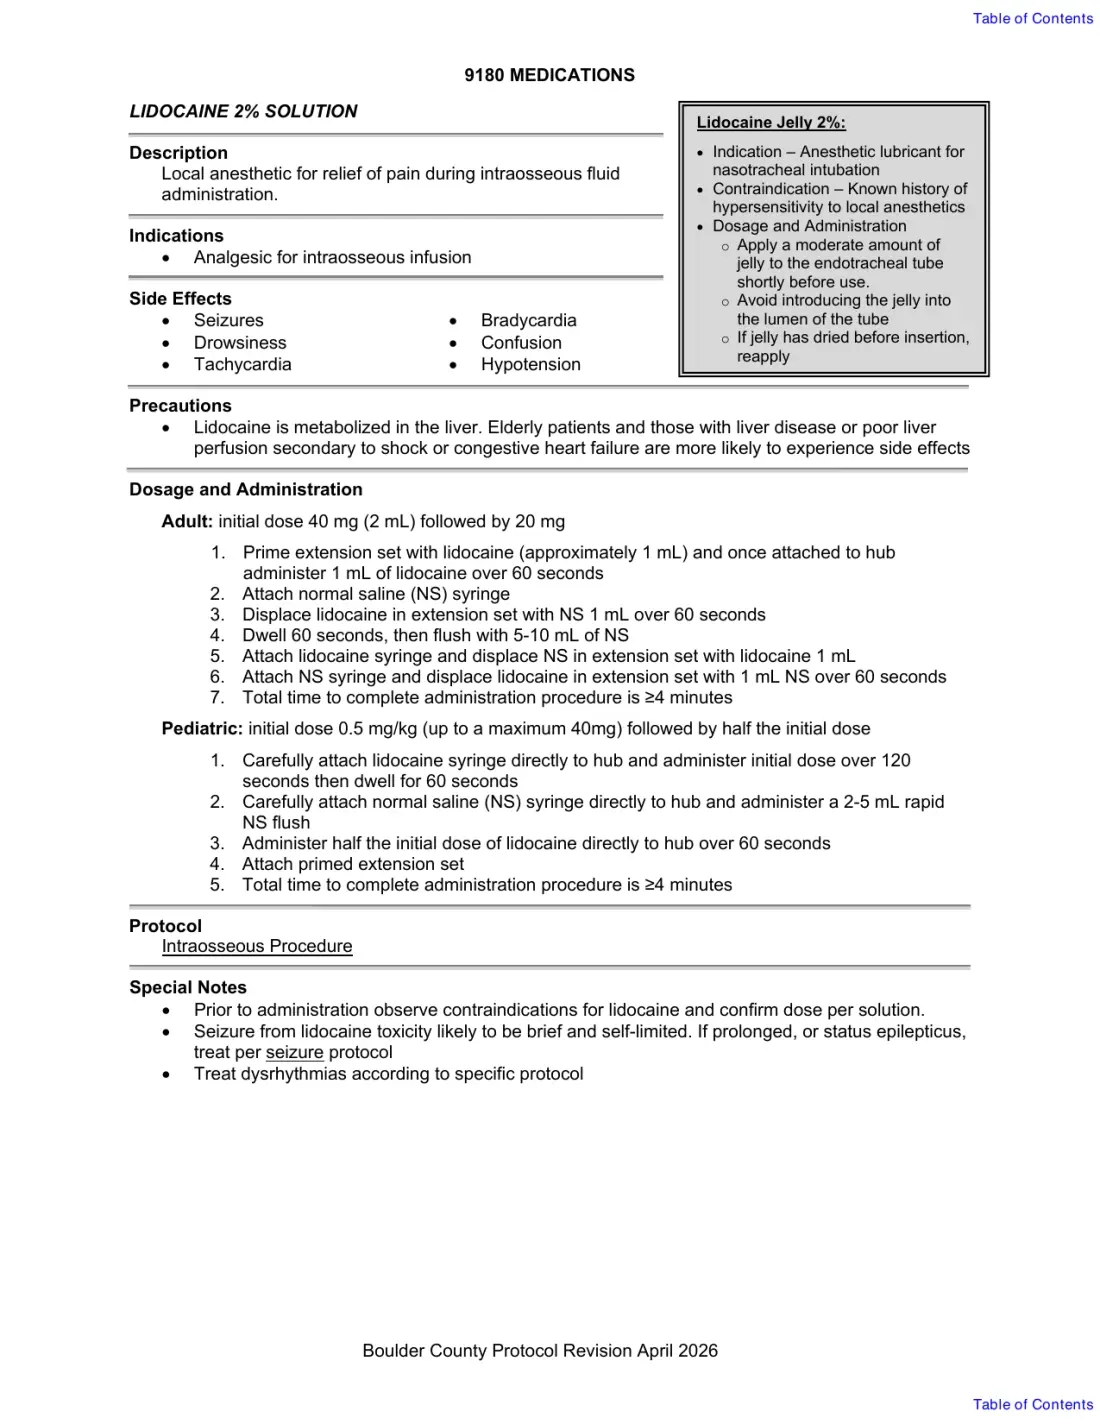 Table of Contents
9180 MEDICATIONS
LIDOCAINE 2% SOLUTION
Description
Local anesthetic for relief of pain during intraosseous fluid
administration.
Indications
• Analgesic for intraosseous infusion
Side Effects
• Seizures
• Drowsiness
• Tachycardia
• Bradycardia
• Confusion
• Hypotension
Lidocaine Jelly 2%:
• Indication – Anesthetic lubricant for
nasotracheal intubation
• Contraindication – Known history of
hypersensitivity to local anesthetics
• Dosage and Administration
o Apply a moderate amount of
jelly to the endotracheal tube
shortly before use.
o Avoid introducing the jelly into
the lumen of the tube
o If jelly has dried before insertion,
reapply
Precautions
• Lidocaine is metabolized in the liver. Elderly patients and those with liver disease or poor liver
perfusion secondary to shock or congestive heart failure are more likely to experience side effects
Dosage and Administration
Adult: initial dose 40 mg (2 mL) followed by 20 mg
1. Prime extension set with lidocaine (approximately 1 mL) and once attached to hub
administer 1 mL of lidocaine over 60 seconds
2. Attach normal saline (NS) syringe
3. Displace lidocaine in extension set with NS 1 mL over 60 seconds
4. Dwell 60 seconds, then flush with 5-10 mL of NS
5. Attach lidocaine syringe and displace NS in extension set with lidocaine 1 mL
6. Attach NS syringe and displace lidocaine in extension set with 1 mL NS over 60 seconds
7. Total time to complete administration procedure is ≥4 minutes
Pediatric: initial dose 0.5 mg/kg (up to a maximum 40mg) followed by half the initial dose
1. Carefully attach lidocaine syringe directly to hub and administer initial dose over 120
seconds then dwell for 60 seconds
2. Carefully attach normal saline (NS) syringe directly to hub and administer a 2-5 mL rapid
NS flush
3. Administer half the initial dose of lidocaine directly to hub over 60 seconds
4. Attach primed extension set
5. Total time to complete administration procedure is ≥4 minutes
Protocol
Intraosseous Procedure
Special Notes
• Prior to administration observe contraindications for lidocaine and confirm dose per solution.
• Seizure from lidocaine toxicity likely to be brief and self-limited. If prolonged, or status epilepticus,
treat per seizure protocol
• Treat dysrhythmias according to specific protocol
Boulder County Protocol Revision April 2026
Table of Contents